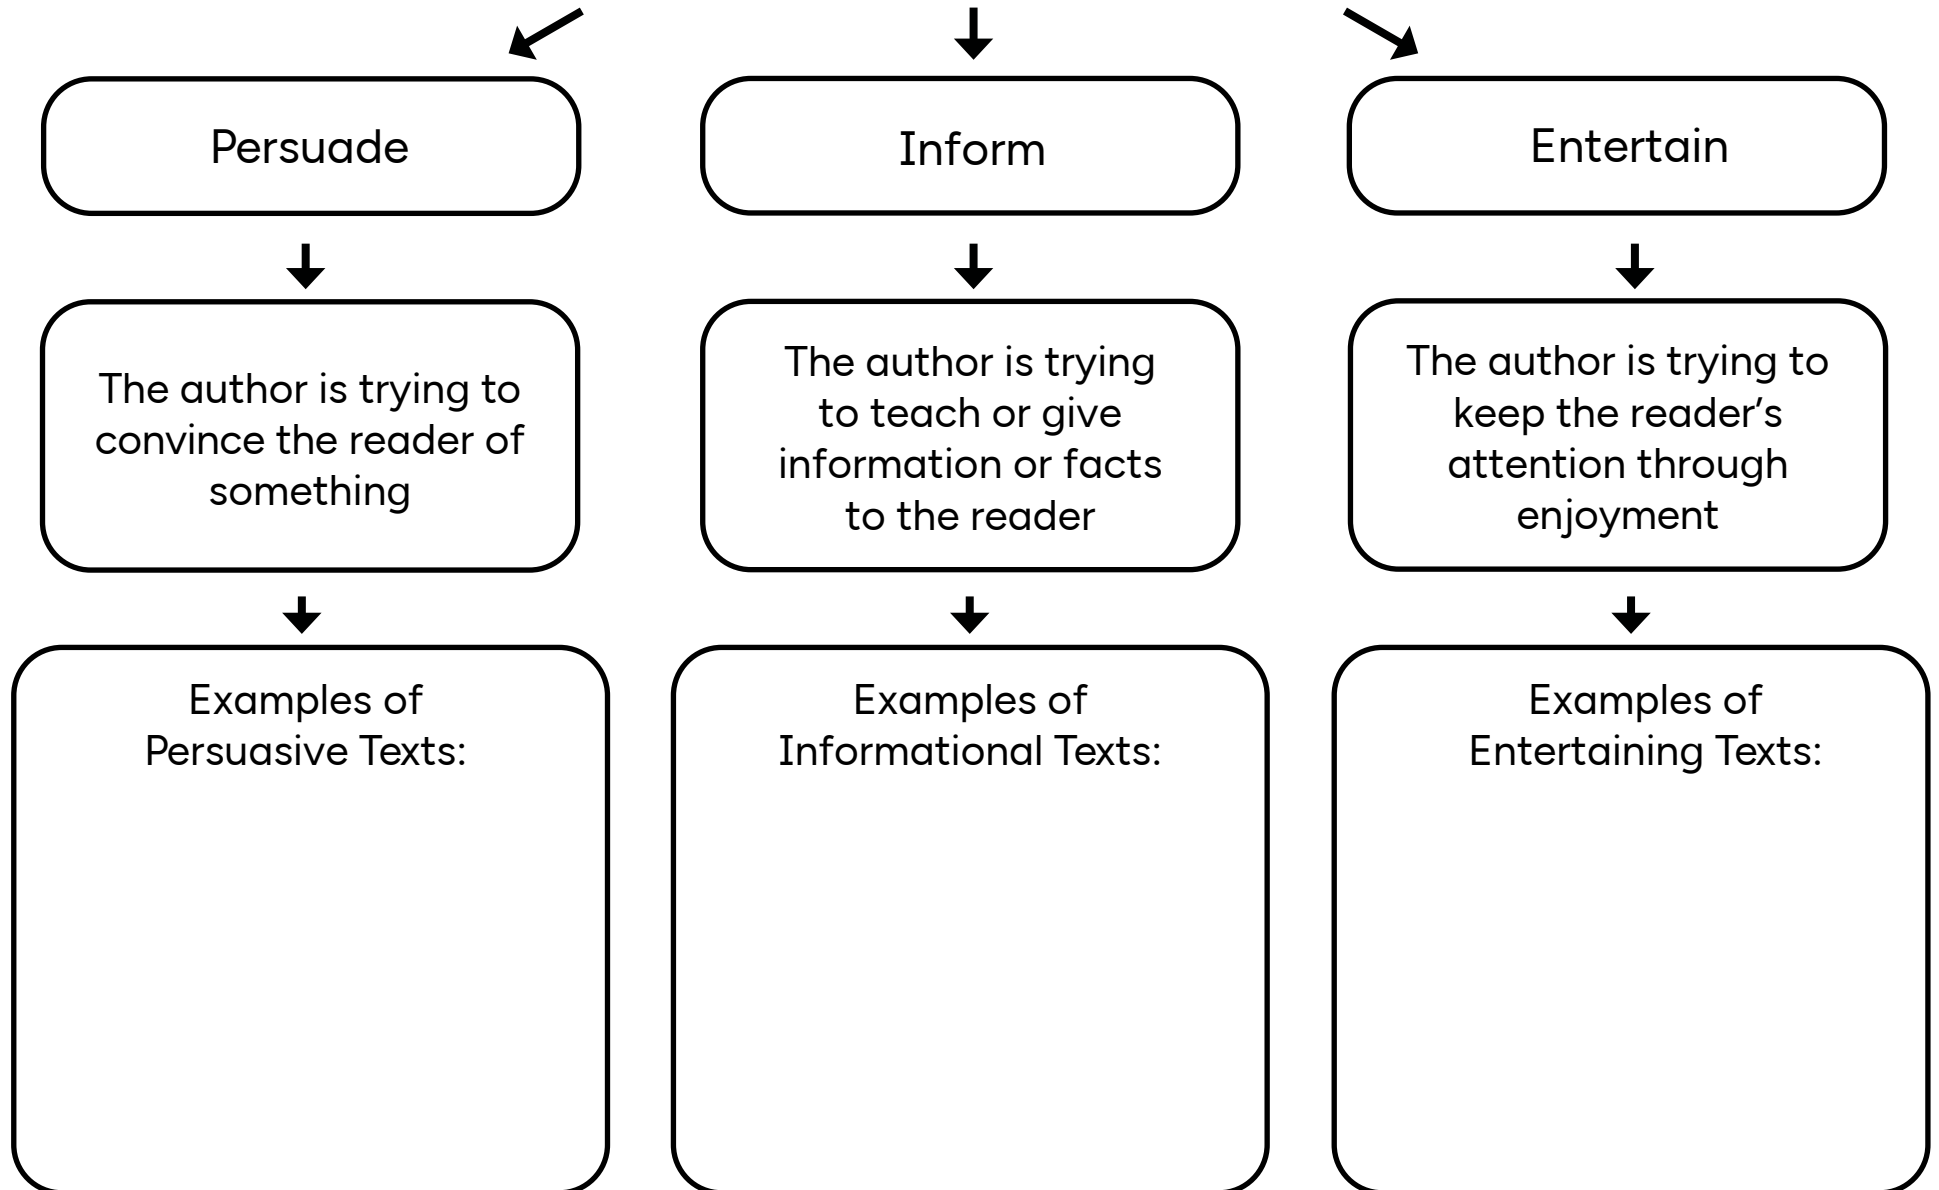 Persuade
Inform
Entertain
The author is trying to
convince the reader of
something
The author is trying
to teach or give
information or facts
to the reader
The author is trying to
keep the reader’s
attention through
enjoyment
Examples of
Persuasive Texts:
Examples of
Informational Texts:
Examples of
Entertaining Texts: